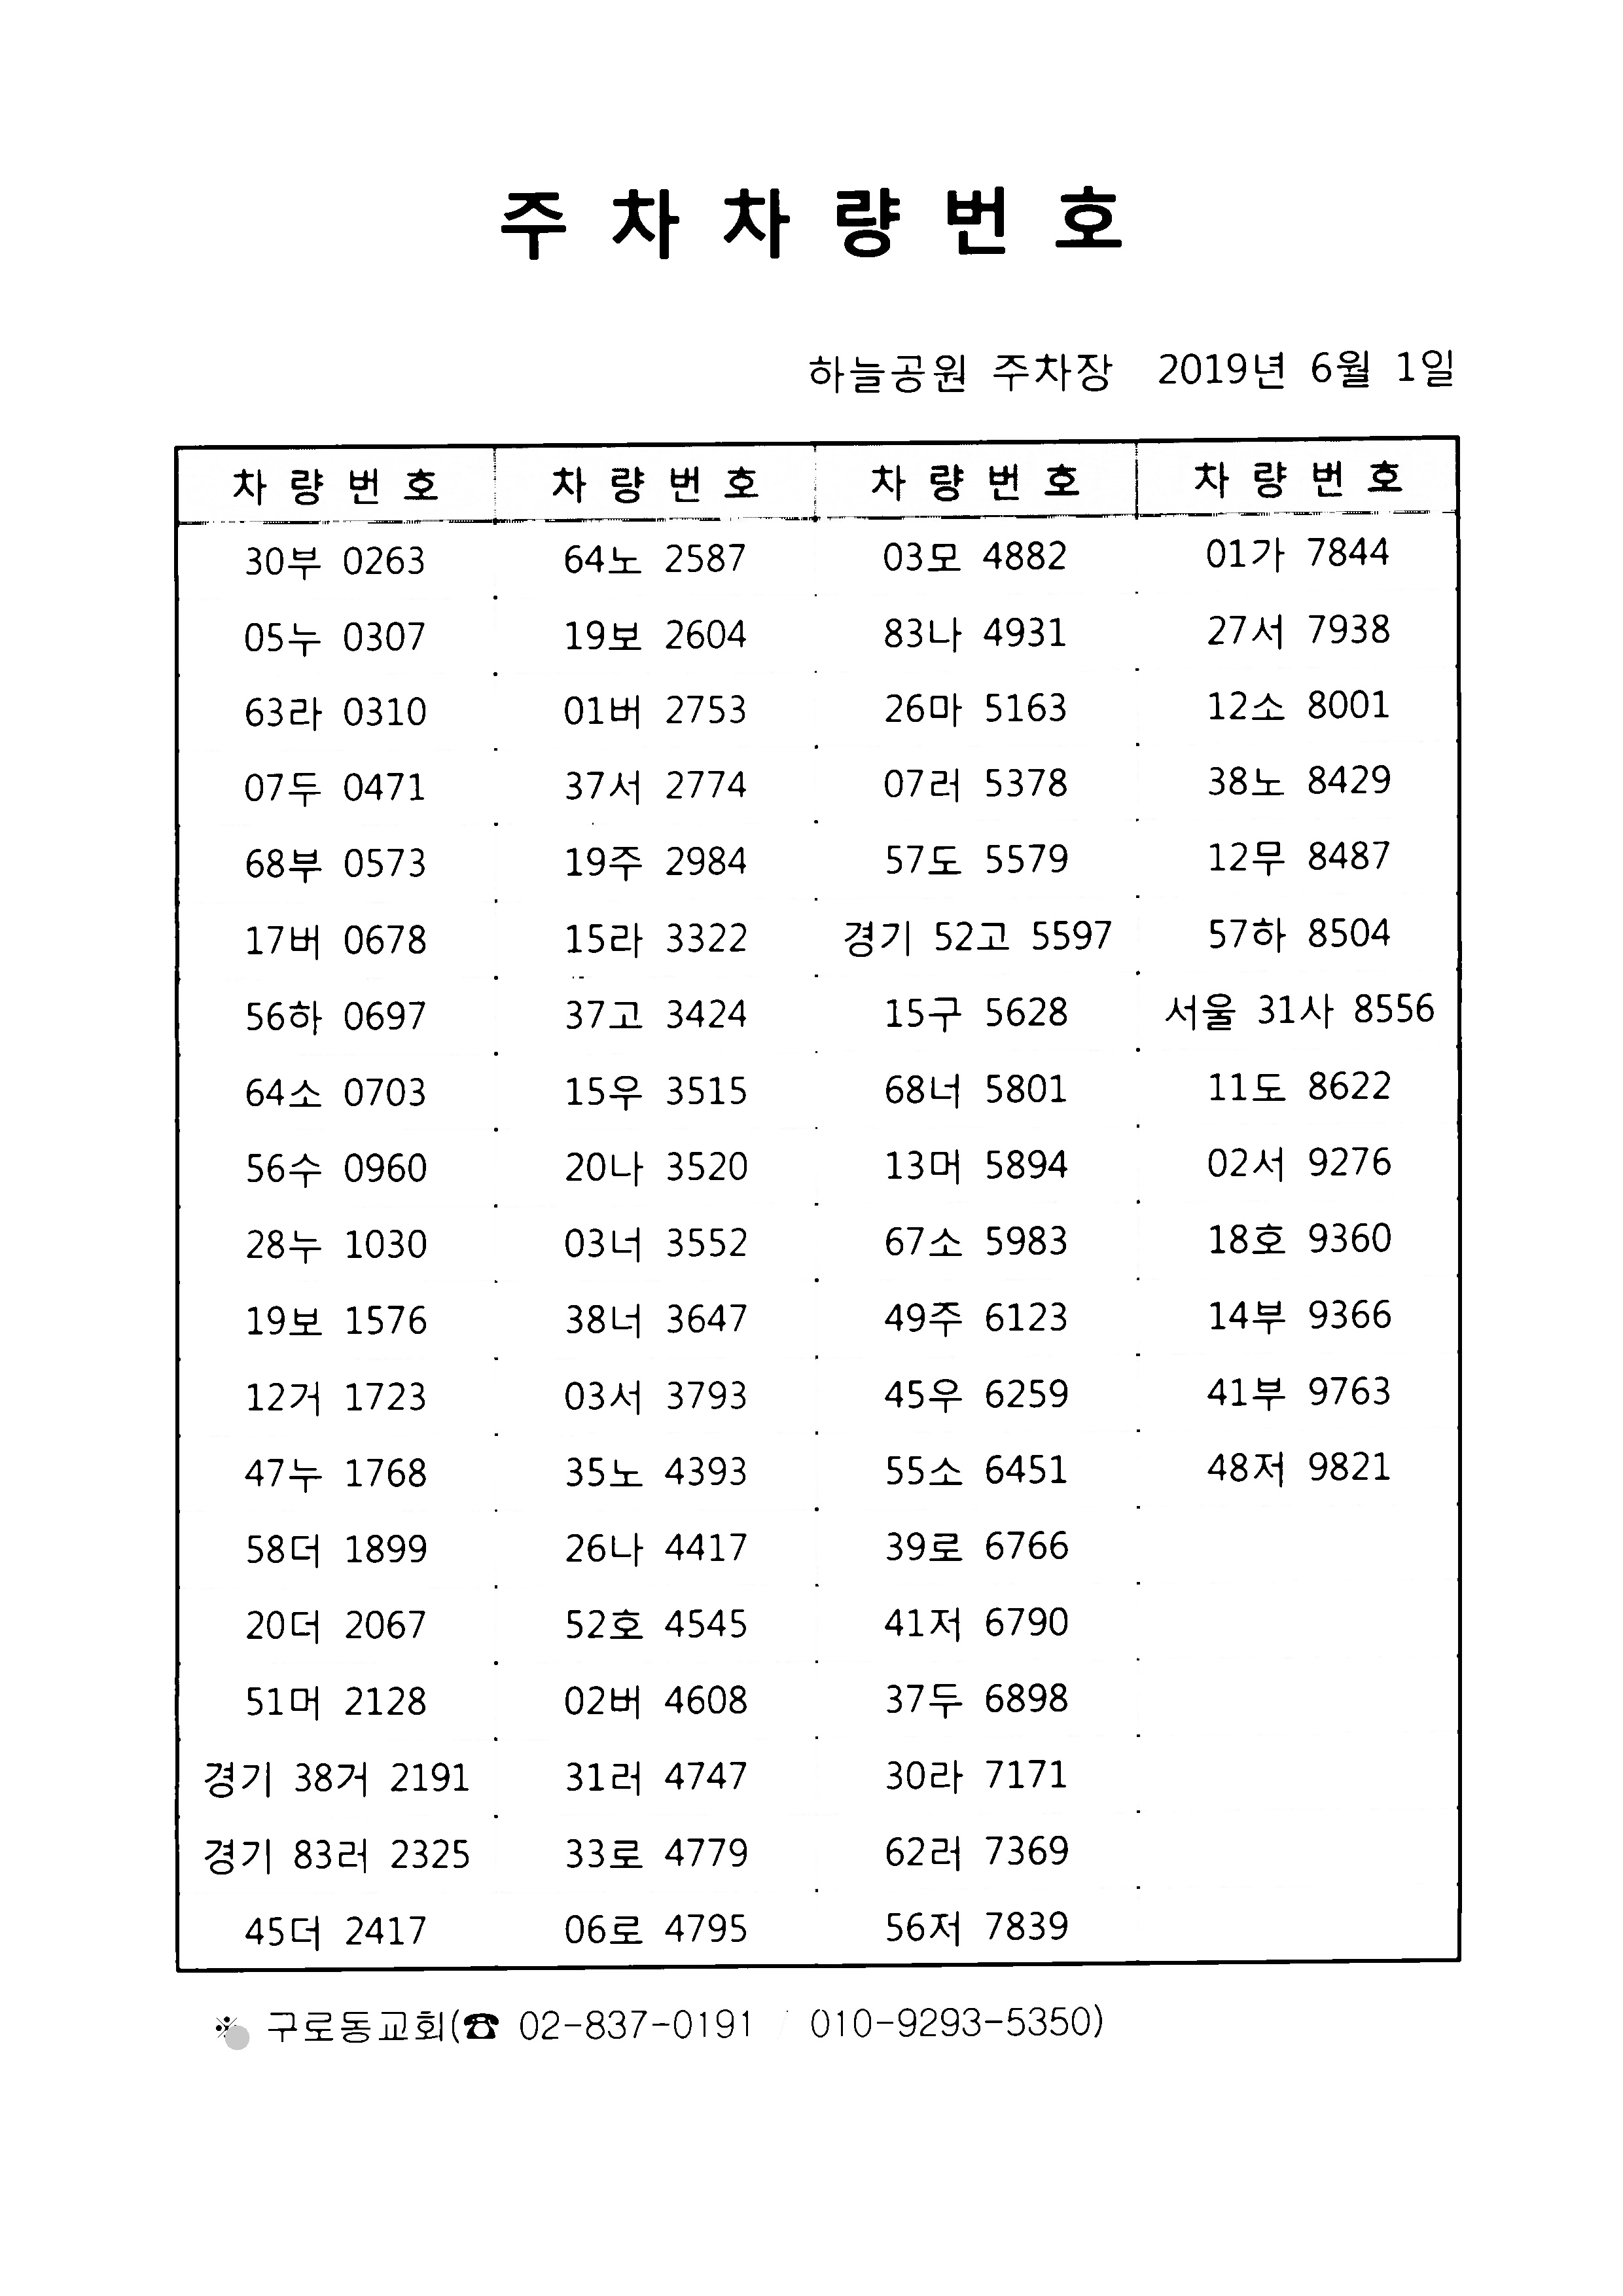 주 차 차 량 번 호
하늘공원 주차장 2019년 6월 1일
차 량 번 호 차 량 번 호 차 량 번 호 차 량 번 호
30부 0263 64노 2587 03모 4882 01가 7844
05누 0307 19보 2604 83나 4931 27서 7938
63라 0310 01버 2753 26마 5163 12소 8001
07두 0471 37서 2774 07러 5378 38노 8429
68부 0573 19주 2984 57도 5579 12무 8487
17버 0678 15라 3322 경기 52고 5597 57하 8504
56하 0697 37고 3424 15구 5628 서울 31사 8556
64소 0703 15우 3515 68너 5801 11도 8622
56수 0960 20나 3520 13머 5894 02서 9276
28누 1030 03너 3552 67소 5983 18호 9360
19보 1576 38너 3647 49주 6123 14부 9366
12거 1723 03서 3793 45우 6259 41부 9763
47누 1768 35노 4393 55소 6451 48저 9821
58더 1899 26나 4417 39로 6766
20더 2067 52호 4545 41저 6790
51머 2128 02버 4608 37두 6898
경기 38거 2191 31러 4747 30라 7171
경기 83러 2325 33로 4779 62러 7369
45더 2417 06로 4795 56저 7839
※ 구로동교회(☎ 02-837-0191 / 010-9293-5350)